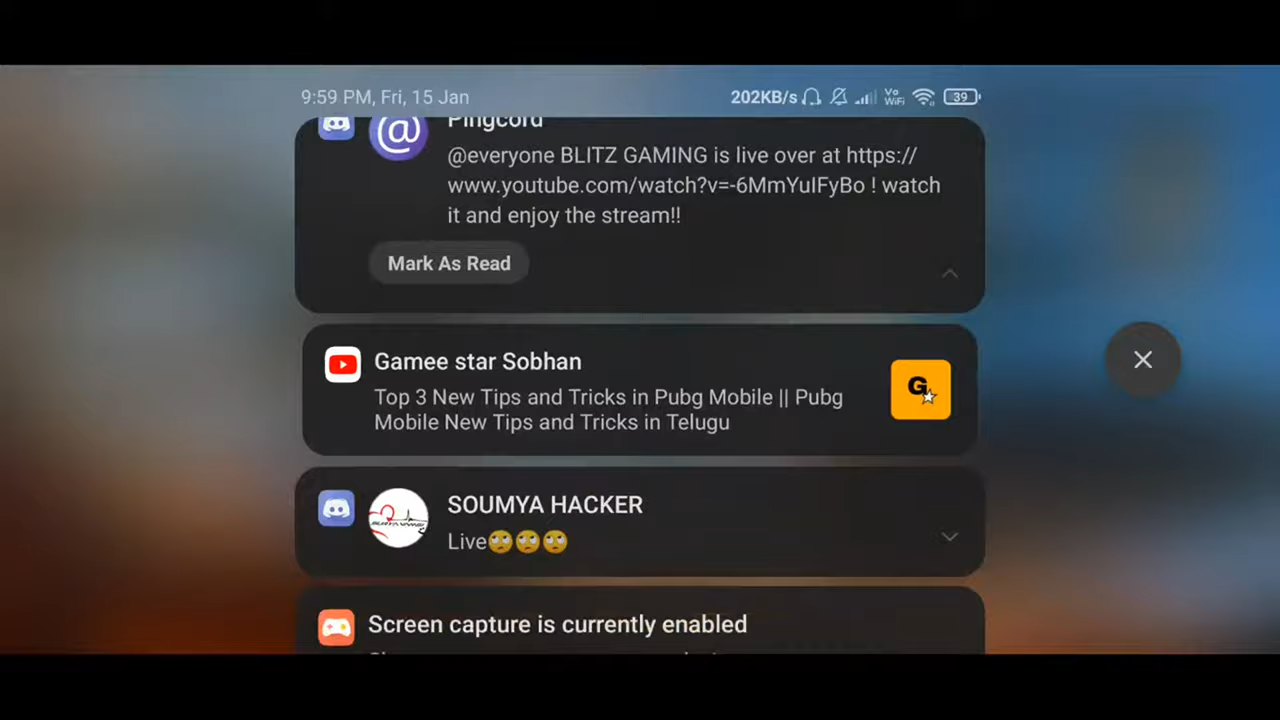 9:59 PM, Fri, 15 Jan
202KB/s
Vo
WiFi
39
Pingcord
@everyone BLITZ GAMING is live over at https://
www.youtube.com/watch?v=-6MmYuIFyBo ! watch
it and enjoy the stream!!
Mark As Read
Gamee star Sobhan
Top 3 New Tips and Tricks in Pubg Mobile || Pubg
Mobile New Tips and Tricks in Telugu
G
SOUMYA HACKER
Live🙄🙄🙄
Screen capture is currently enabled